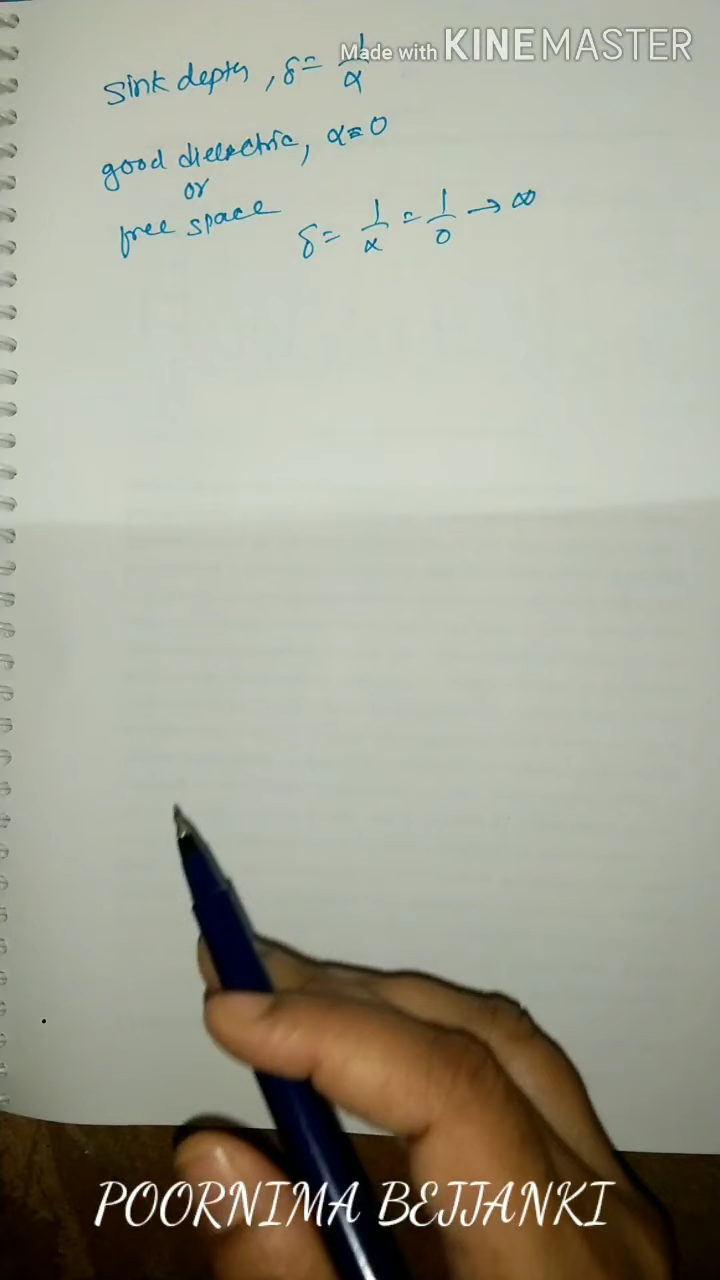 Made with KINEMASTER
Sink depth, δ = 1/α
good dielectric, α = 0
or
free space
δ = 1/α = 1/0 → ∞
POORNIMA BEJJANKI